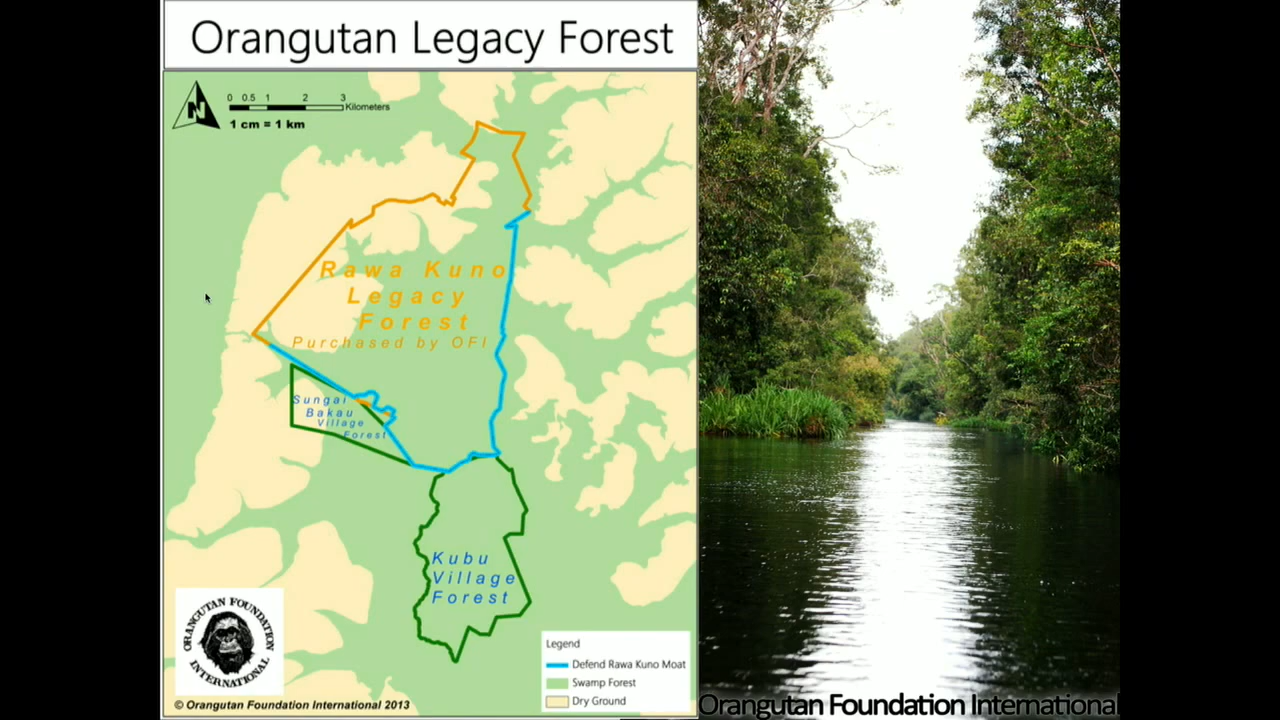 Orangutan Legacy Forest
N
0 0.5 1 2 3
Kilometers
1 cm = 1 km
Rawa Kuno
Legacy
Forest
Purchased by OFI
Sungai
Bakau
Village
Forest
Kubu
Village
Forest
ORANGUTAN FOUNDATION
INTERNATIONAL
Legend
Defend Rawa Kuno Moat
Swamp Forest
Dry Ground
© Orangutan Foundation International 2013
Orangutan Foundation International